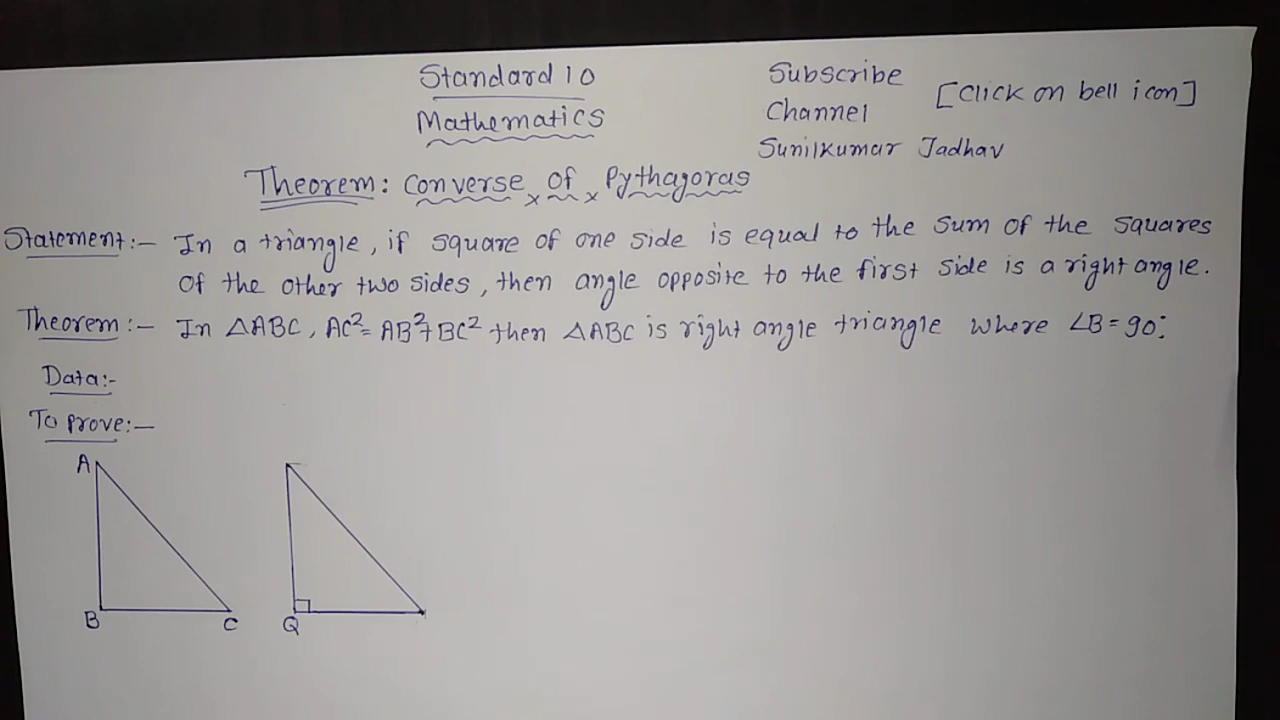 Standard 10
Mathematics
Subscribe
Channel
Sunilkumar Jadhav
[Click on bell icon]
Theorem: Converse of Pythagoras
Statement:- In a triangle, if square of one side is equal to the sum of the squares
of the other two sides, then angle opposite to the first side is a right angle.
Theorem:- In △ABC, AC²= AB²+BC² then △ABC is right angle triangle where ∠B=90°.
Data:-
To prove:-
A
B C
Q